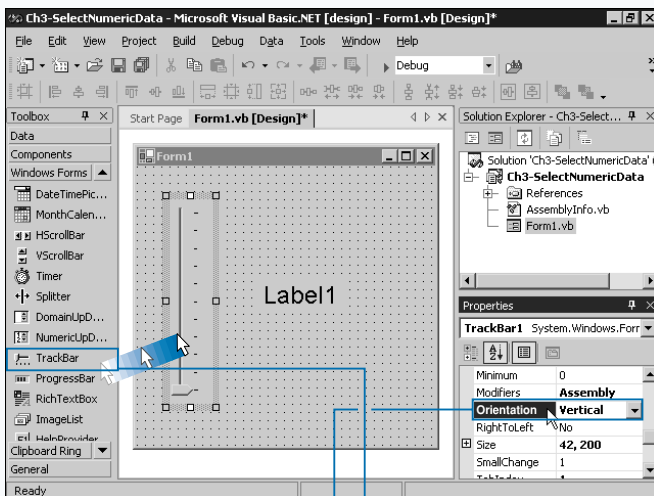 Ch3-SelectNumericData - Microsoft Visual Basic.NET [design] - Form1.vb [Design]*
File Edit View Project Build Debug Data Tools Window Help
Debug
Toolbox
Data
Components
Windows Forms
DateTimePic...
MonthCalen...
HScrollBar
VScrollBar
Timer
Splitter
DomainUpD...
NumericUpD...
TrackBar
ProgressBar
RichTextBox
ImageList
HelpProvider
Clipboard Ring
General
Start Page Form1.vb [Design]*
Form1
Label1
Solution Explorer - Ch3-Select...
Solution 'Ch3-SelectNumericData' (
Ch3-SelectNumericData
References
AssemblyInfo.vb
Form1.vb
Properties
TrackBar1 System.Windows.Forr
Minimum 0
Modifiers Assembly
Orientation Vertical
RightToLeft No
Size 42, 200
SmallChange 1
TabIndex 1
Ready